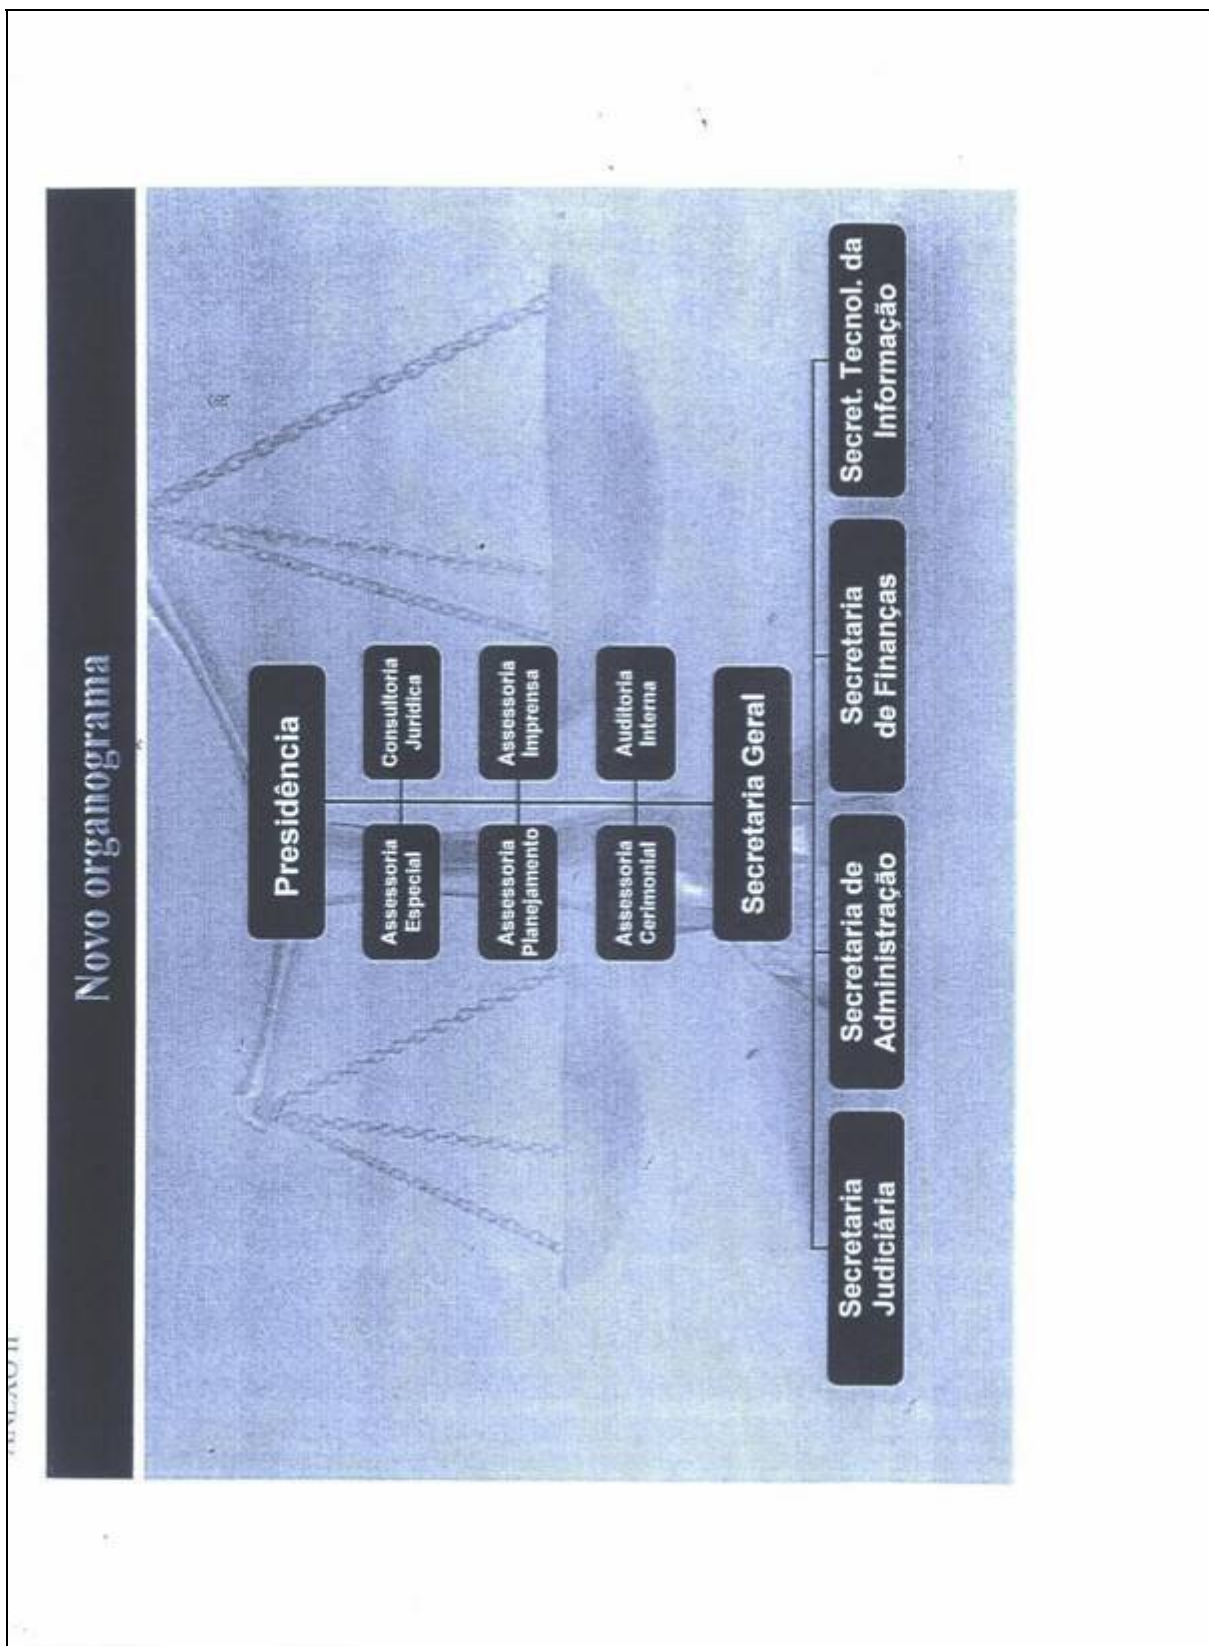 Novo organograma
Presidência
Assessoria
Especial
Consultoria
Jurídica
Assessoria
Planejamento
Assessoria
Imprensa
Assessoria
Cerimonial
Auditoria
Interna
Secretaria Geral
Secretaria
Judiciária
Secretaria de
Administração
Secretaria
de Finanças
Secret. Tecnol. da
Informação